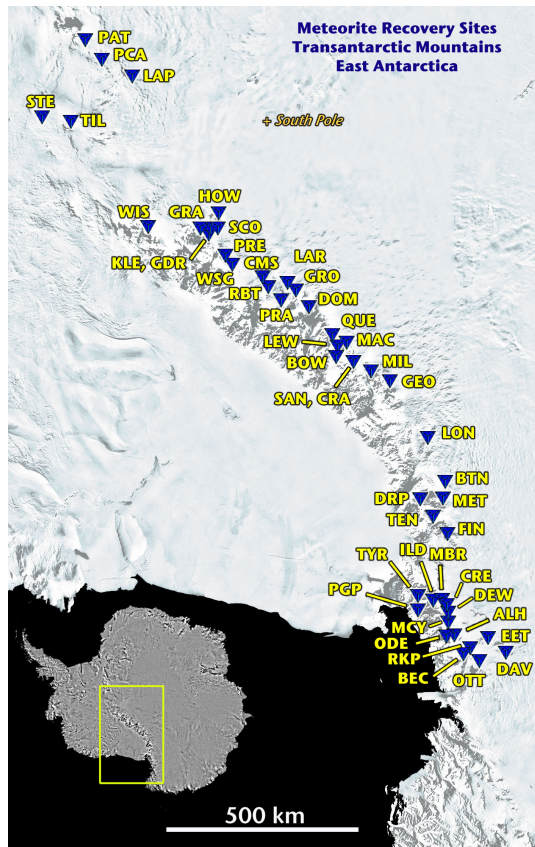 Meteorite Recovery Sites
Transantarctic Mountains
East Antarctica
PAT
PCA
LAP
STE
TIL
+ South Pole
HOW
WIS
GRA
SCO
KLE, GDR
PRE
CMS
LAR
WSG
GRO
RBT
DOM
PRA
QUE
LEW
MAC
BOW
MIL
GEO
SAN, CRA
LON
BTN
DRP
MET
TEN
FIN
TYR
ILD
MBR
CRE
PGP
DEW
ALH
MCY
EET
ODE
RKP
DAV
BEC
OTT
500 km